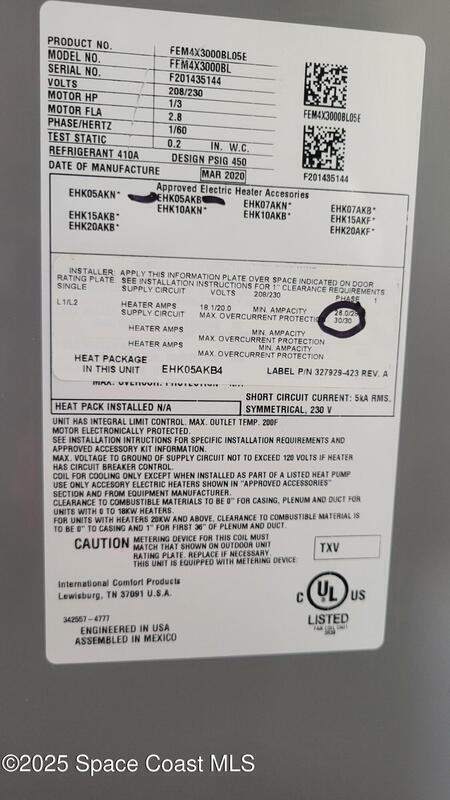 PRODUCT NO. FEM4X3000BL05E
MODEL NO. FFM4X3000BL
SERIAL NO. F201435144
VOLTS 208/230
MOTOR HP 1/3
MOTOR FLA 2.8
PHASE/HERTZ 1/60
TEST STATIC 0.2 IN. W.C.
REFRIGERANT 410A DESIGN PSIG 450
DATE OF MANUFACTURE MAR 2020
FEM4X3000BL05E
F201435144
Approved Electric Heater Accesories
EHK05AKN* EHK05AKB EHK07AKN* EHK07AKB*
EHK10AKN* EHK10AKB* EHK15AKF*
EHK15AKB*
EHK20AKB* EHK20AKF*
INSTALLER: APPLY THIS INFORMATION PLATE OVER SPACE INDICATED ON DOOR
RATING PLATE. SEE INSTALLATION INSTRUCTIONS FOR 1" CLEARANCE REQUIREMENTS
SINGLE SUPPLY CIRCUIT VOLTS 208/230 PHASE 1
L1/L2 HEATER AMPS 18.1/20.0 MIN. AMPACITY
SUPPLY CIRCUIT MAX. OVERCURRENT PROTECTION 30/30
HEATER AMPS MIN. AMPACITY
MAX. OVERCURRENT PROTECTION
HEATER AMPS MIN. AMPACITY
MAX. OVERCURRENT PROTECTION
HEAT PACKAGE
IN THIS UNIT EHK05AKB4 LABEL P/N 327929-423 REV. A
HEAT PACK INSTALLED N/A
SHORT CIRCUIT CURRENT: 5kA RMS.
SYMMETRICAL, 230 V
UNIT HAS INTEGRAL LIMIT CONTROL. MAX. OUTLET TEMP. 200F
MOTOR ELECTRONICALLY PROTECTED.
SEE INSTALLATION INTRUCTIONS FOR SPECIFIC INSTALLATION REQUIREMENTS AND
APPROVED ACCESSORY KIT INFORMATION.
MAX. VOLTAGE TO GROUND OF SUPPLY CIRCUIT NOT TO EXCEED 120 VOLTS IF HEATER
HAS CIRCUIT BREAKER CONTROL.
COIL FOR COOLING ONLY EXCEPT WHEN INSTALLED AS PART OF A LISTED HEAT PUMP
USE ONLY ACCESORY ELECTRIC HEATERS SHOWN IN "APPROVED ACCESSORIES"
SECTION AND FROM EQUIPMENT MANUFACTURER.
CLEARANCE TO COMBUSTIBLE MATERIALS TO BE 0" FOR CASING, PLENUM AND DUCT FOR
UNITS WITH 0 TO 18KW HEATERS.
FOR UNITS WITH HEATERS 20KW AND ABOVE, CLEARANCE TO COMBUSTIBLE MATERIAL IS
TO BE 0" TO CASING AND 1" FOR FIRST 36" OF PLENUM AND DUCT.
CAUTION METERING DEVICE FOR THIS COIL MUST
MATCH THAT SHOWN ON OUTDOOR UNIT
RATING PLATE. REPLACE IF NECESSARY.
THIS UNIT IS EQUIPPED WITH METERING DEVICE: TXV
International Comfort Products
Lewisburg, TN 37091 U.S.A.
342557-4777
ENGINEERED IN USA
ASSEMBLED IN MEXICO
C UL US
LISTED
FAN COIL UNIT
©2025 Space Coast MLS